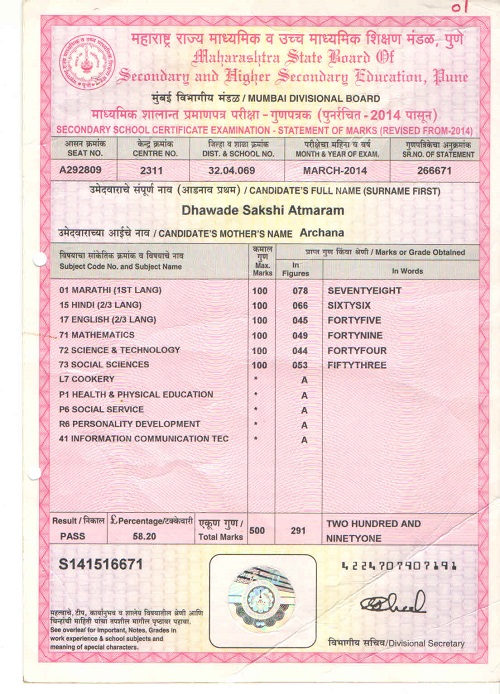 01
महाराष्ट्र राज्य माध्यमिक व उच्च माध्यमिक शिक्षण मंडळ, पुणे
Maharashtra State Board Of
Secondary and Higher Secondary Education, Pune
मुंबई विभागीय मंडळ / MUMBAI DIVISIONAL BOARD
माध्यमिक शालान्त प्रमाणपत्र परीक्षा - गुणपत्रक (पुनर्रचित - 2014 पासून)
SECONDARY SCHOOL CERTIFICATE EXAMINATION - STATEMENT OF MARKS (REVISED FROM-2014)
आसन क्रमांक केन्द्र क्रमांक जिल्हा व शाळा क्रमांक परीक्षेचा महिना व वर्ष गुणपत्रिकेचा अनुक्रमांक
SEAT NO. CENTRE NO. DIST. & SCHOOL NO. MONTH & YEAR OF EXAM. SR.NO. OF STATEMENT
A292809 2311 32.04.069 MARCH-2014 266671
उमेदवाराचे संपूर्ण नाव (आडनाव प्रथम) / CANDIDATE'S FULL NAME (SURNAME FIRST)
Dhawade Sakshi Atmaram
उमेदवाराच्या आईचे नाव / CANDIDATE'S MOTHER'S NAME Archana
विषयाचा सांकेतिक क्रमांक व विषयाचे नाव कमाल गुण प्राप्त गुण किंवा श्रेणी / Marks or Grade Obtained
Subject Code No. and Subject Name Max. Marks In Figures In Words
01 MARATHI (1ST LANG) 100 078 SEVENTYEIGHT
15 HINDI (2/3 LANG) 100 066 SIXTYSIX
17 ENGLISH (2/3 LANG) 100 045 FORTYFIVE
71 MATHEMATICS 100 049 FORTYNINE
72 SCIENCE & TECHNOLOGY 100 044 FORTYFOUR
73 SOCIAL SCIENCES 100 053 FIFTYTHREE
L7 COOKERY * A
P1 HEALTH & PHYSICAL EDUCATION * A
P6 SOCIAL SERVICE * A
R6 PERSONALITY DEVELOPMENT * A
41 INFORMATION COMMUNICATION TEC * A
Result / निकाल £Percentage/टक्केवारी एकूण गुण / Total Marks 500 291 TWO HUNDRED AND
PASS 58.20 NINETYONE
S141516671
4224707907191
महत्वाचे, टीप, कार्यानुभव व शालेय विषयातील श्रेणी आणि
चिन्हांची माहिती यांचा तपशील मागील पृष्ठावर पहावा.
See overleaf for Important, Notes, Grades in
work experience & school subjects and
meaning of special characters.
विभागीय सचिव/Divisional Secretary